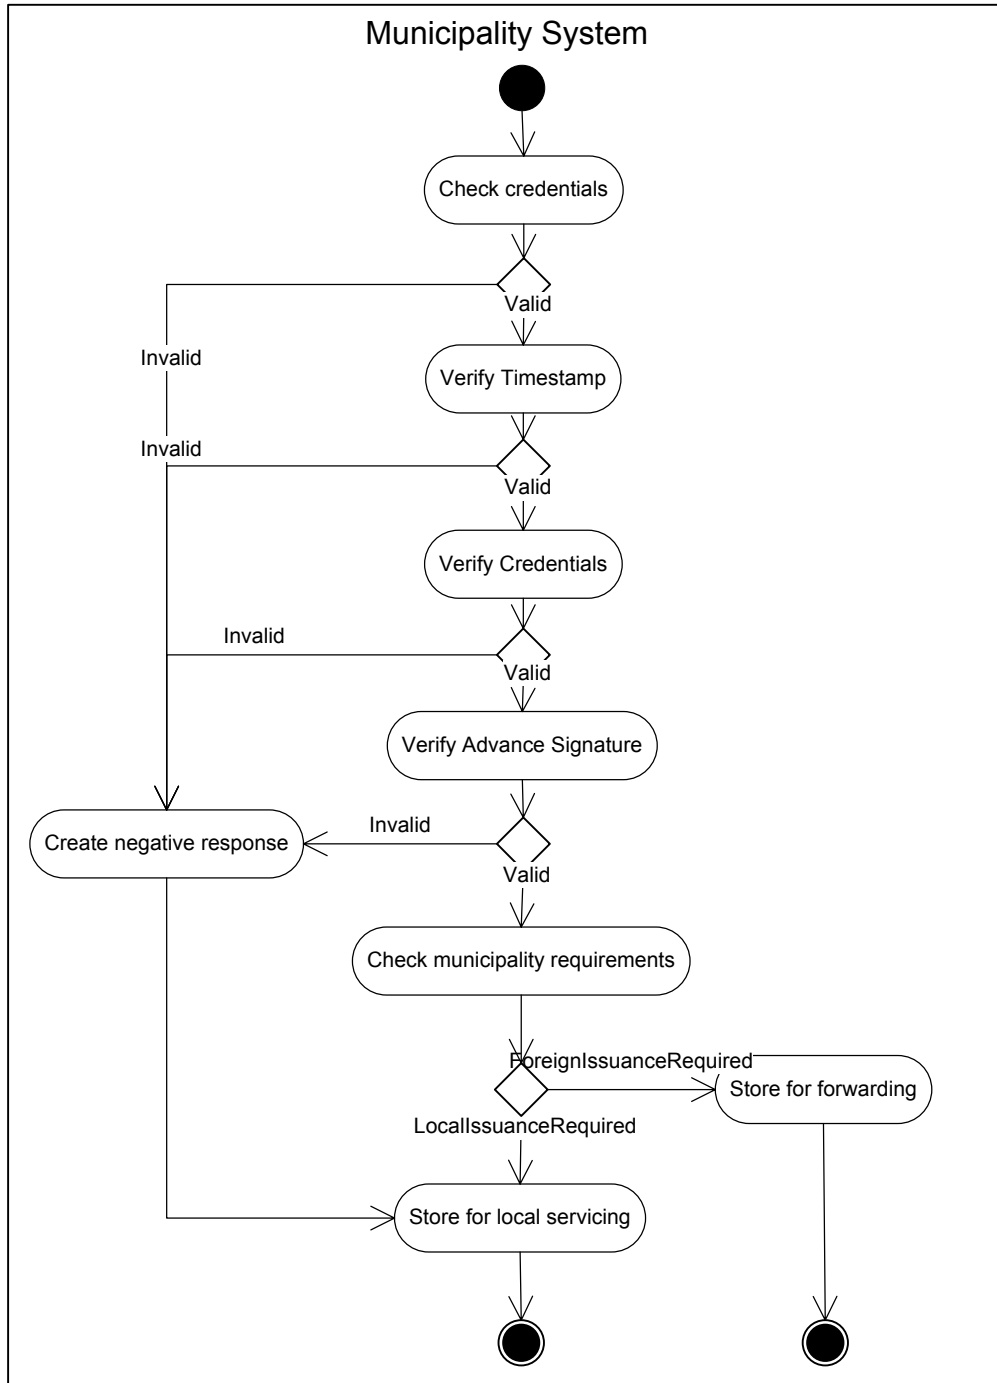 Municipality System
Check credentials
Valid
Invalid
Verify Timestamp
Invalid
Valid
Verify Credentials
Invalid
Valid
Verify Advance Signature
Invalid
Create negative response
Valid
Check municipality requirements
ForeignIssuanceRequired
Store for forwarding
LocalIssuanceRequired
Store for local servicing